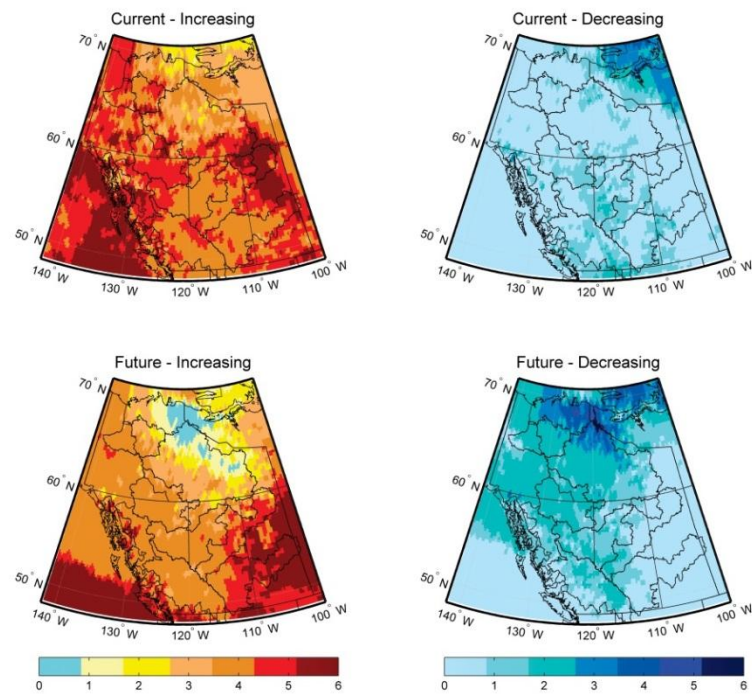 Current - Increasing
Current - Decreasing
70° N
60° N
50° N
140° W
130° W
120° W
110° W
100° W
70° N
60° N
50° N
140° W
130° W
120° W
110° W
100° W
Future - Increasing
Future - Decreasing
70° N
60° N
50° N
140° W
130° W
120° W
110° W
100° W
70° N
60° N
50° N
140° W
130° W
120° W
110° W
100° W
0 1 2 3 4 5 6
0 1 2 3 4 5 6